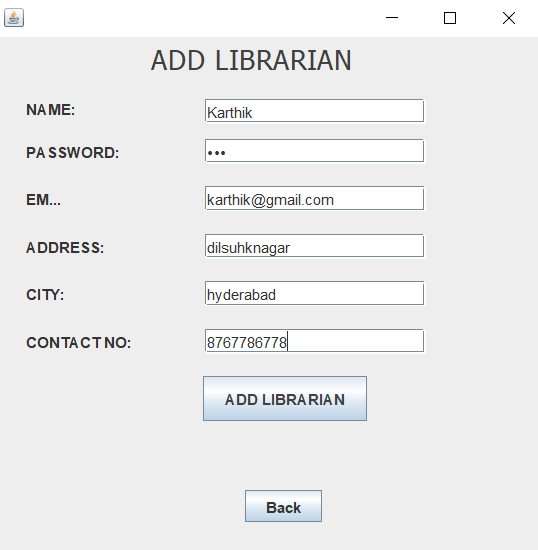 ADD LIBRARIAN
NAME: Karthik
PASSWORD: •••
EM... karthik@gmail.com
ADDRESS: dilsuhknagar
CITY: hyderabad
CONTACT NO: 8767786778
ADD LIBRARIAN
Back